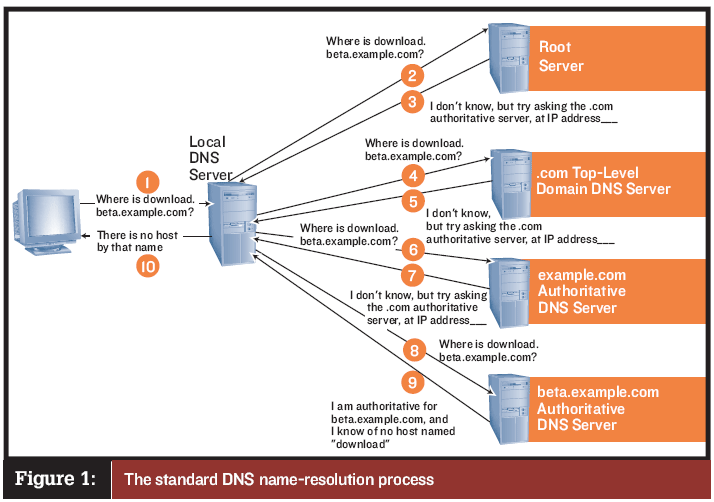 Where is download.
beta.example.com?
2
Root
Server
3
I don't know, but try asking the .com
authoritative server, at IP address___
Local
DNS
Server
1
Where is download.
beta.example.com?
Where is download.
beta.example.com?
4
.com Top-Level
Domain DNS Server
5
I don't know,
but try asking the .com
authoritative server, at IP address___
There is no host
by that name
10
Where is download.
beta.example.com?
6
example.com
Authoritative
DNS Server
7
I don't know, but try asking
the .com authoritative
server, at IP address___
8
Where is download.
beta.example.com?
9
beta.example.com
Authoritative
DNS Server
I am authoritative for
beta.example.com, and
I know of no host named
"download"
Figure 1:
The standard DNS name-resolution process